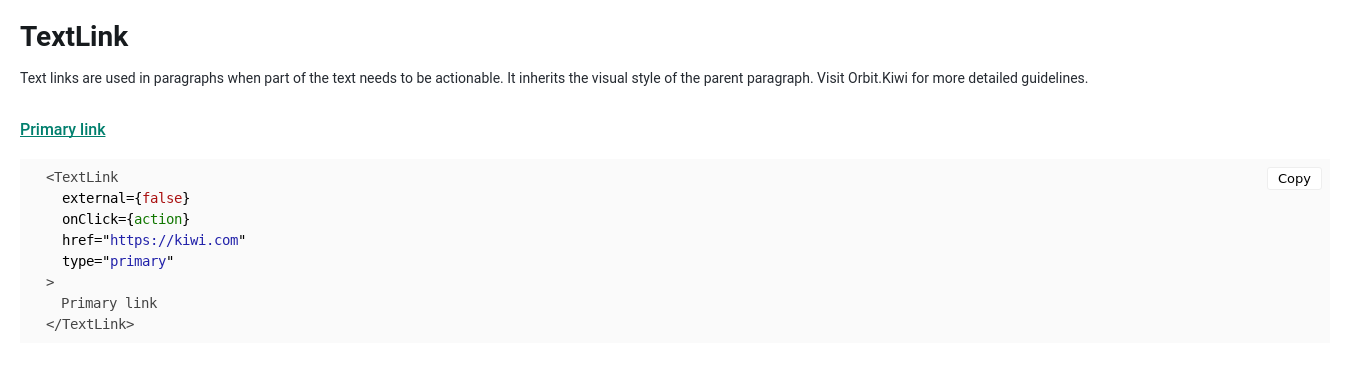 TextLink
Text links are used in paragraphs when part of the text needs to be actionable. It inherits the visual style of the parent paragraph. Visit Orbit.Kiwi for more detailed guidelines.
Primary link
Copy
<TextLink
  external={false}
  onClick={action}
  href="https://kiwi.com"
  type="primary"
>
  Primary link
</TextLink>